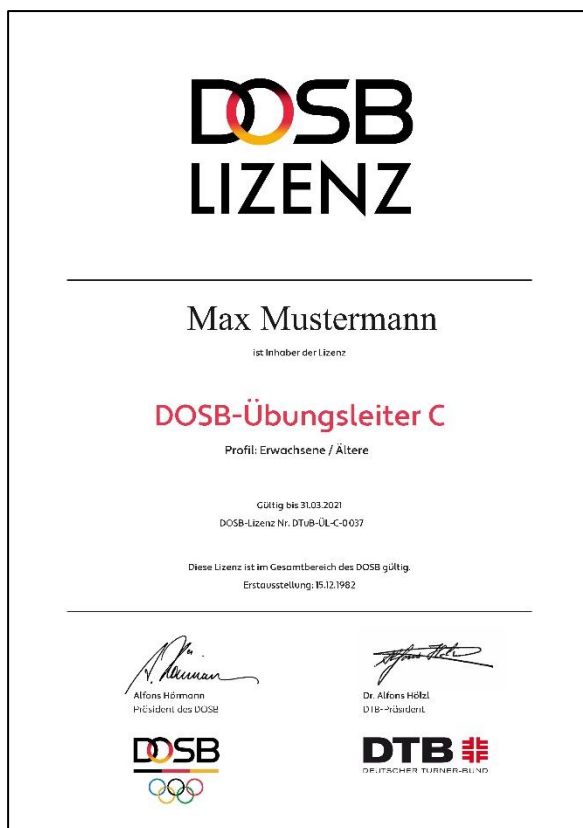 DOSB
LIZENZ
Max Mustermann
ist Inhaber der Lizenz
DOSB-Übungsleiter C
Profil: Erwachsene / Ältere
Gültig bis 31.03.2021
DOSB-Lizenz Nr. DTuB-ÜL-C-0037
Diese Lizenz ist im Gesamtbereich des DOSB gültig.
Erstausstellung: 15.12.1982
Alfons Hörmann
Präsident des DOSB
Dr. Alfons Hölzl
DTB-Präsident
DOSB
DTB
DEUTSCHER TURNER-BUND